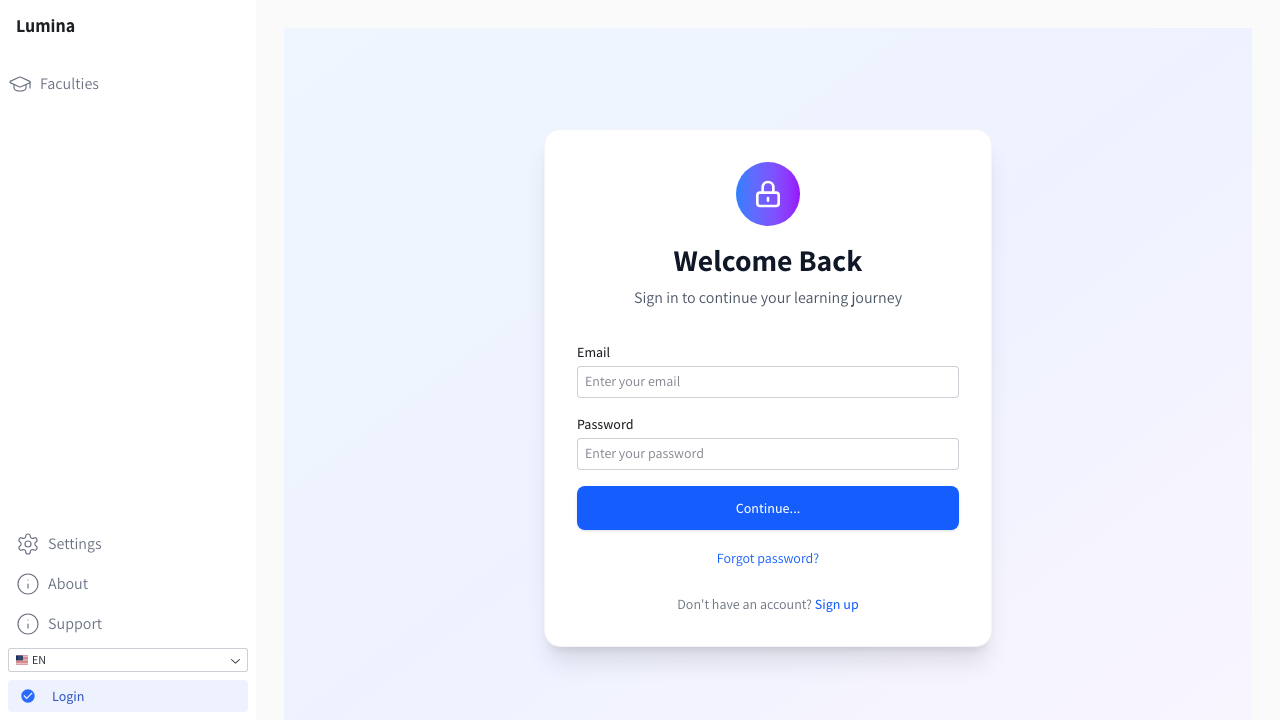 Lumina
Faculties
Settings
About
Support
EN
Login
Welcome Back
Sign in to continue your learning journey
Email
Enter your email
Password
Enter your password
Continue...
Forgot password?
Don't have an account? Sign up